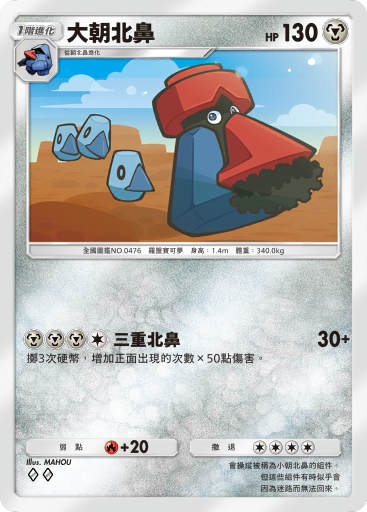 1階進化
大朝北鼻
HP 130
從朝北鼻進化
全國圖鑑NO.0476 羅盤寶可夢 身高:1.4m 體重:340.0kg
三重北鼻 30+
擲3次硬幣,增加正面出現的次數×50點傷害。
弱點 +20 撤退
Illus. MAHOU
會操縱被稱為小朝北鼻的組件。
但這些組件有時似乎會
因為迷路而無法回來。